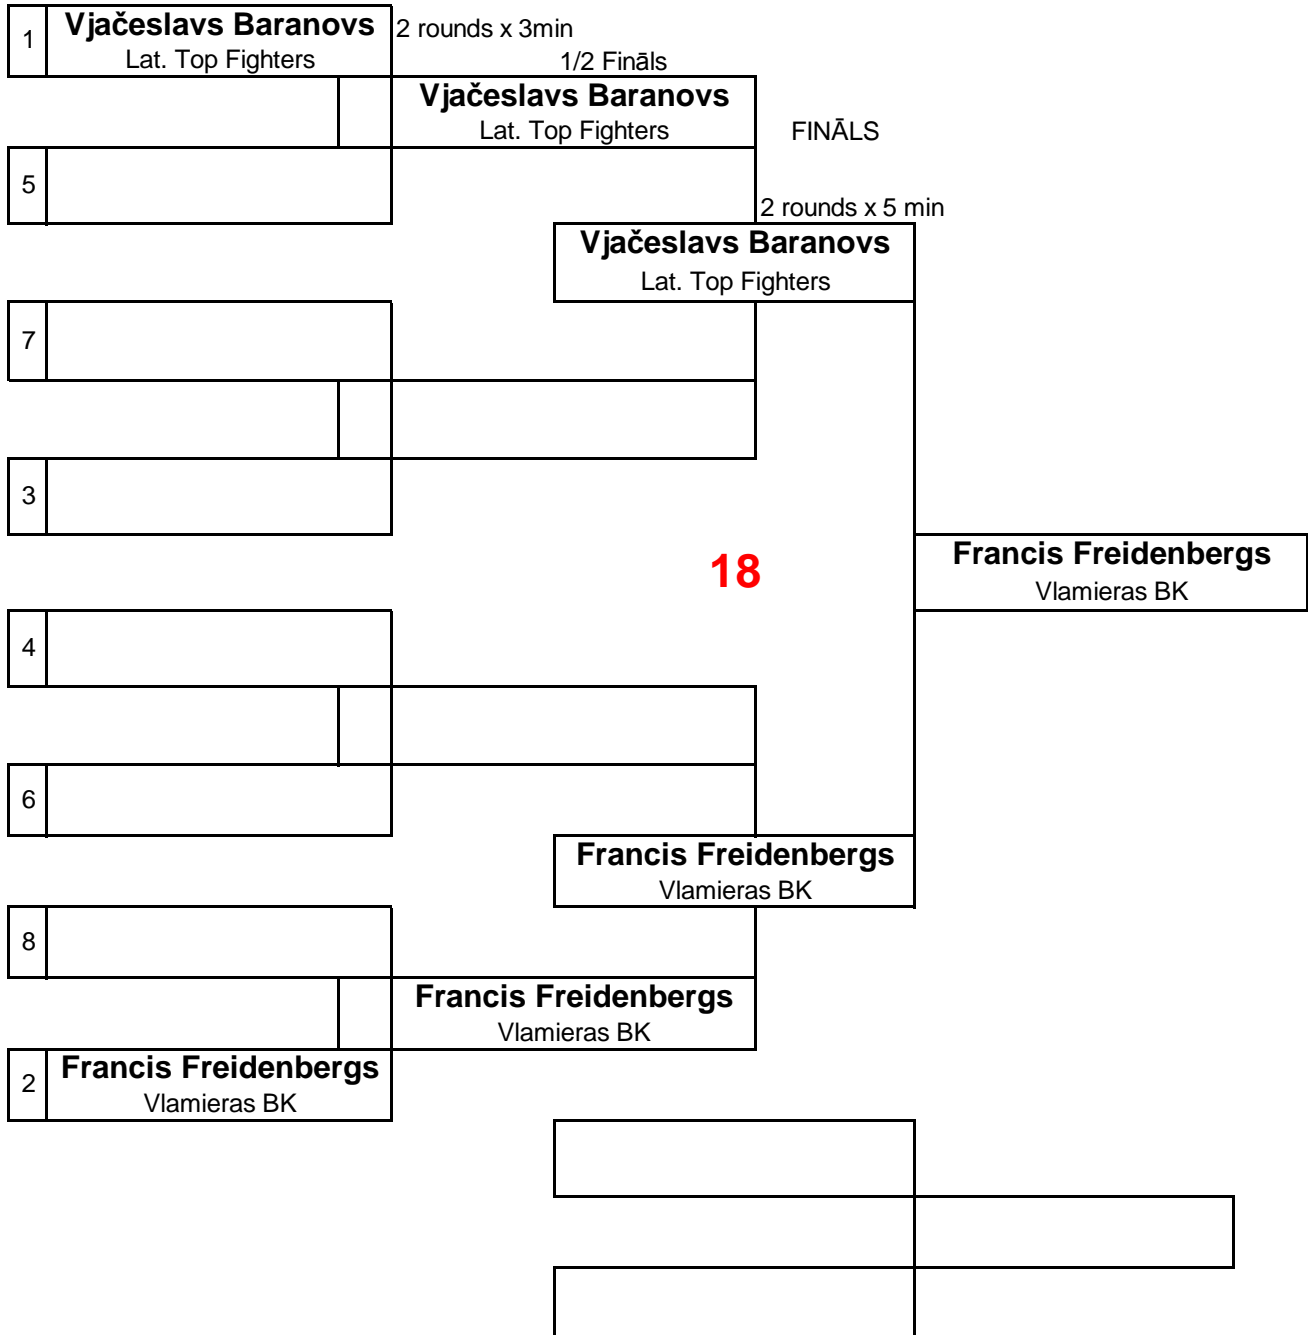 1
Vjačeslavs Baranovs
2 rounds x 3min
Lat. Top Fighters
1/2 Fināls
Vjačeslavs Baranovs
Lat. Top Fighters
FINĀLS
5
2 rounds x 5 min
Vjačeslavs Baranovs
Lat. Top Fighters
7
3
18
Francis Freidenbergs
Vlamieras BK
4
6
Francis Freidenbergs
Vlamieras BK
8
Francis Freidenbergs
Vlamieras BK
2
Francis Freidenbergs
Vlamieras BK